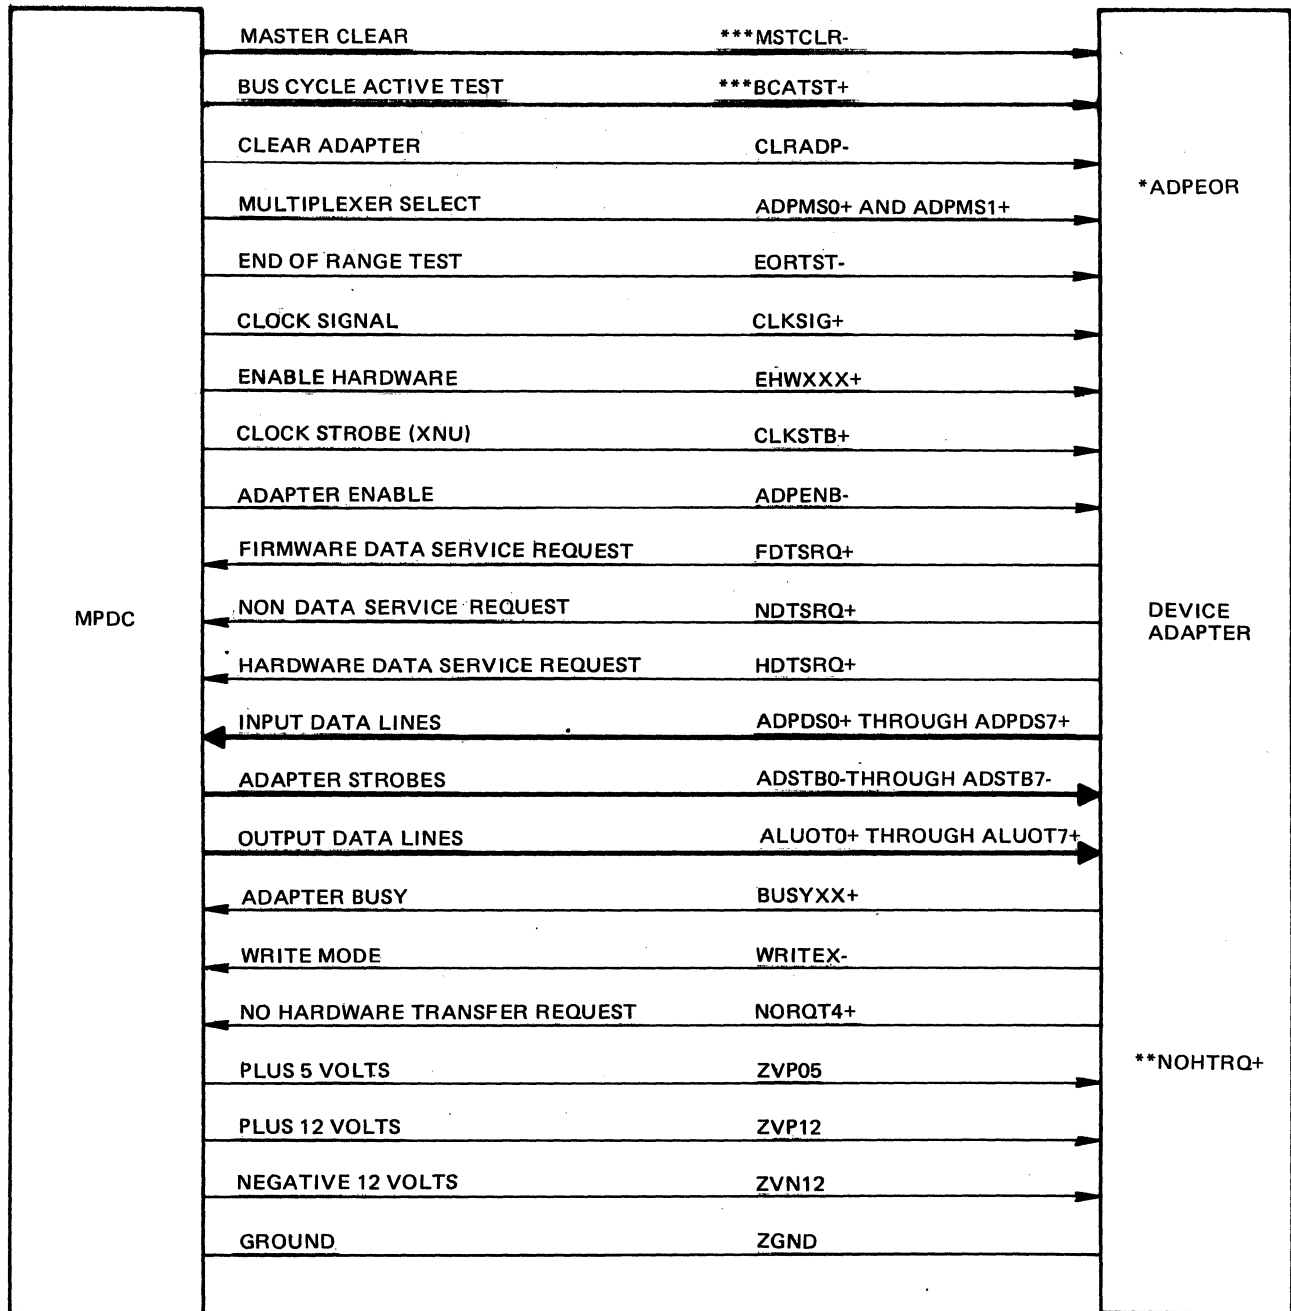 MASTER CLEAR ***MSTCLR-
BUS CYCLE ACTIVE TEST ***BCATST+
CLEAR ADAPTER CLRADP-
*ADPEOR
MULTIPLEXER SELECT ADPMS0+ AND ADPMS1+
END OF RANGE TEST EORTST-
CLOCK SIGNAL CLKSIG+
ENABLE HARDWARE EHWXXX+
CLOCK STROBE (XNU) CLKSTB+
ADAPTER ENABLE ADPENB-
FIRMWARE DATA SERVICE REQUEST FDTSRQ+
MPDC
NON DATA SERVICE REQUEST NDTSRQ+
DEVICE
ADAPTER
HARDWARE DATA SERVICE REQUEST HDTSRQ+
INPUT DATA LINES ADPDS0+ THROUGH ADPDS7+
ADAPTER STROBES ADSTB0-THROUGH ADSTB7-
OUTPUT DATA LINES ALUOT0+ THROUGH ALUOT7+
ADAPTER BUSY BUSYXX+
WRITE MODE WRITEX-
NO HARDWARE TRANSFER REQUEST NORQT4+
**NOHTRQ+
PLUS 5 VOLTS ZVP05
PLUS 12 VOLTS ZVP12
NEGATIVE 12 VOLTS ZVN12
GROUND ZGND